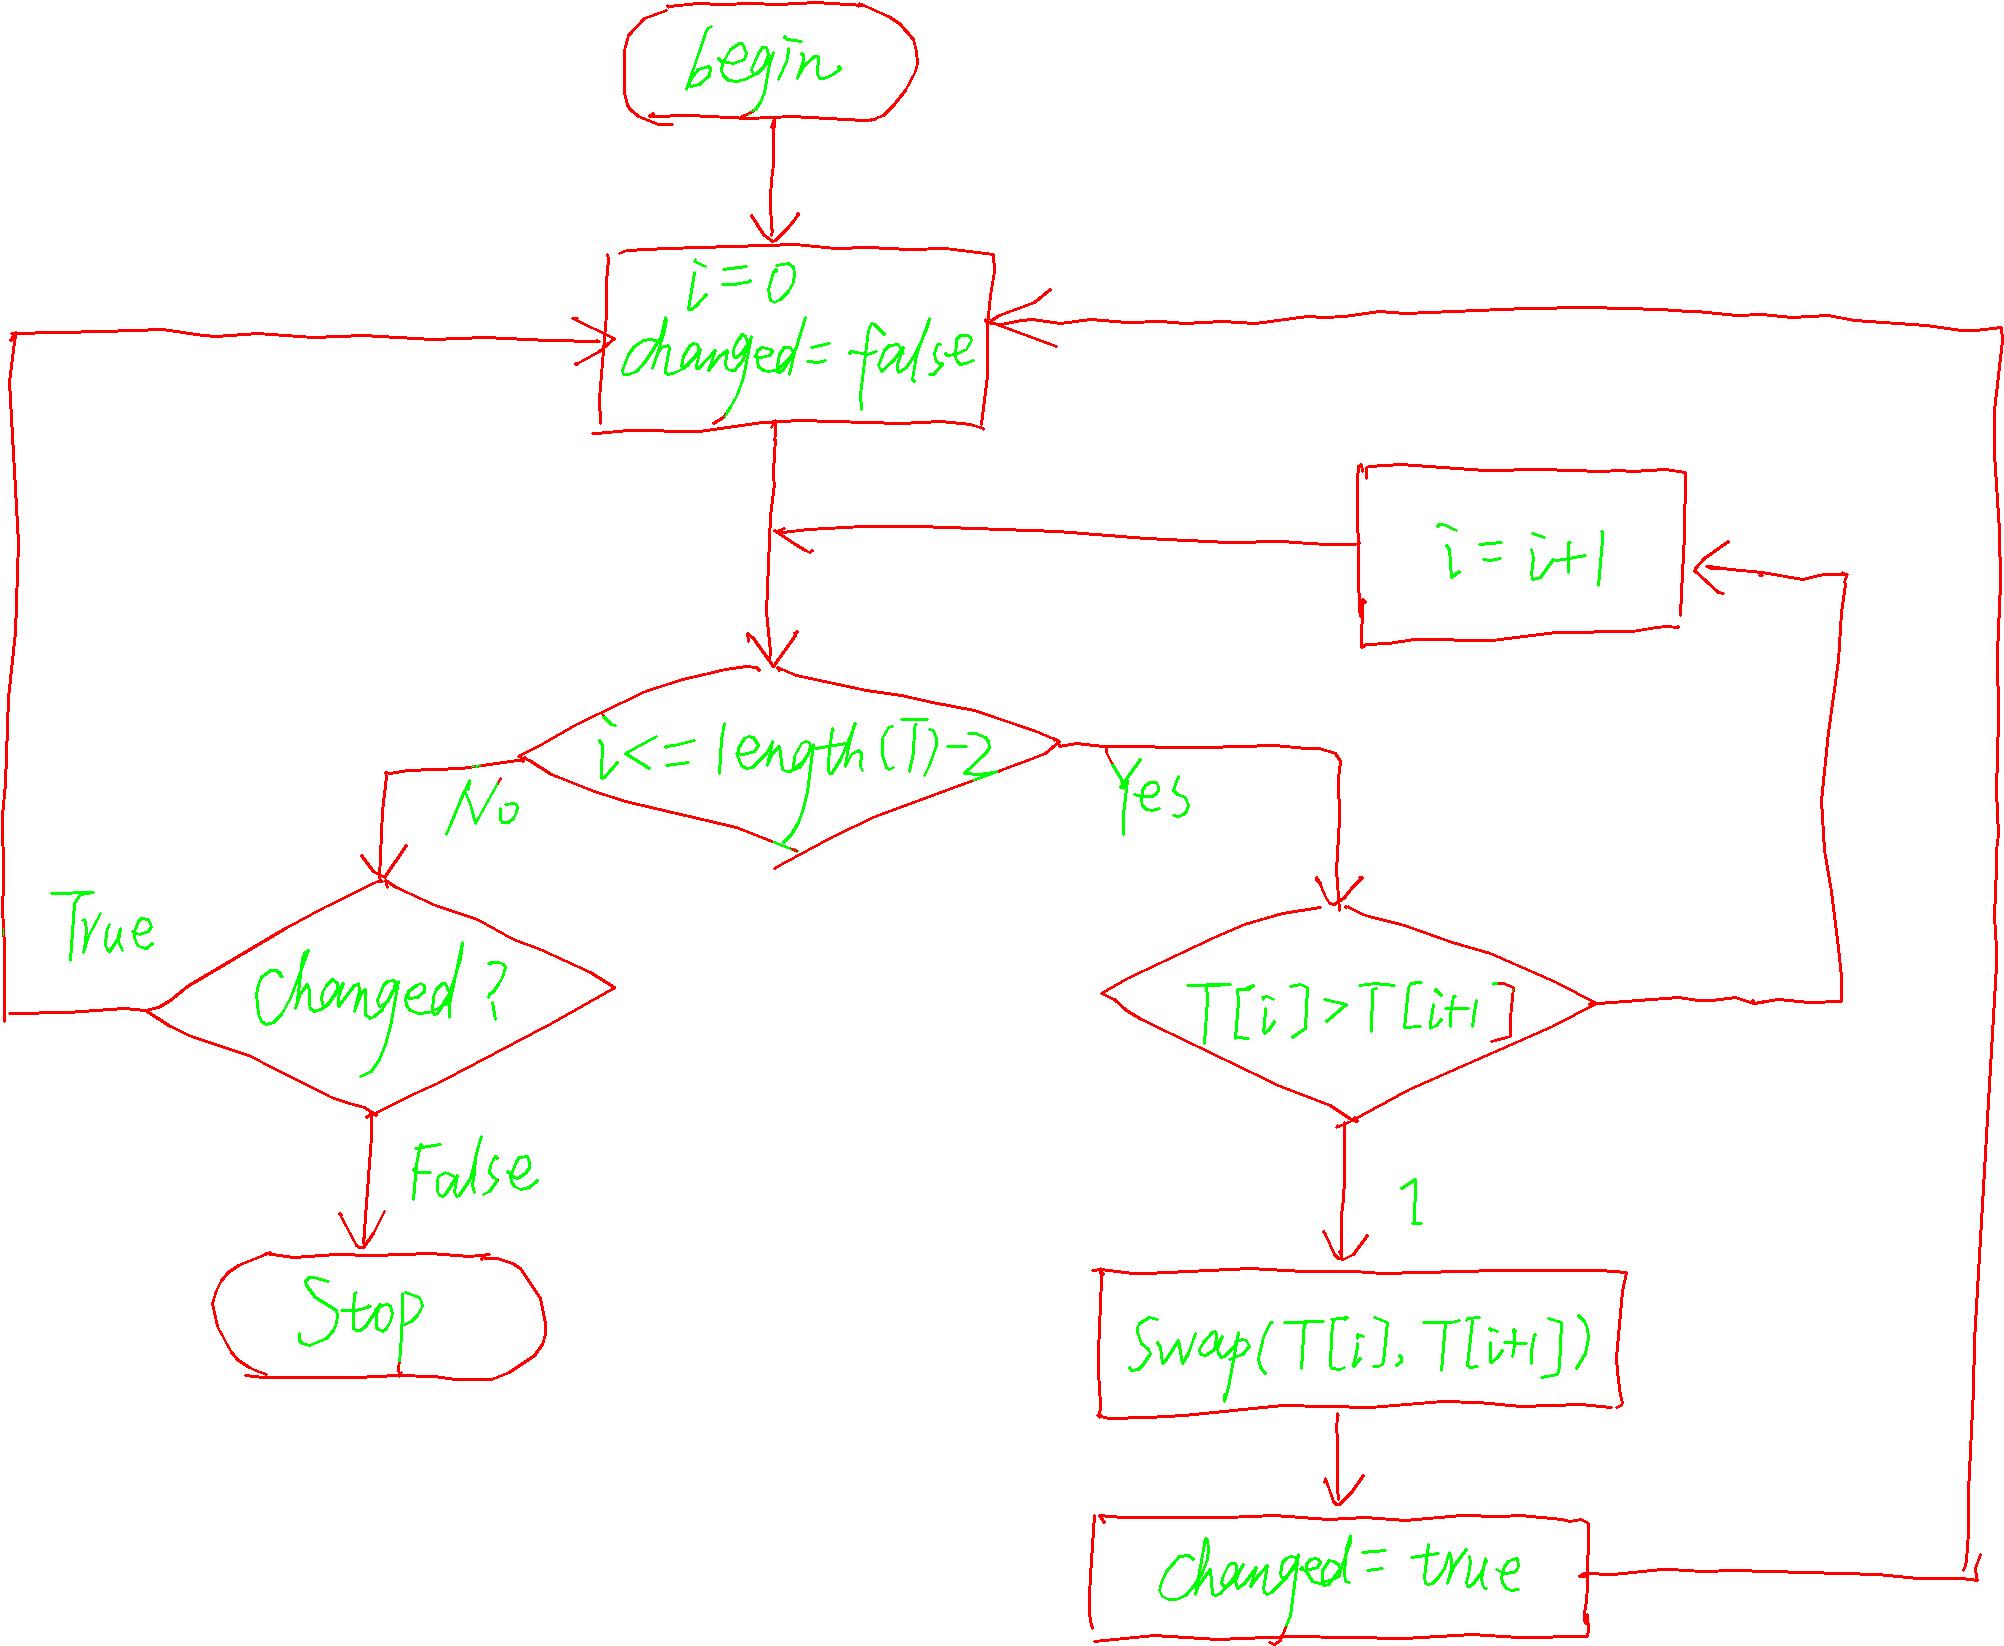 begin
i=0
changed=false
i=i+1
i<=length(T)-2
No
Yes
True
Changed?
T[i]>T[i+1]
False
1
Stop
Swap(T[i],T[i+1])
changed=true